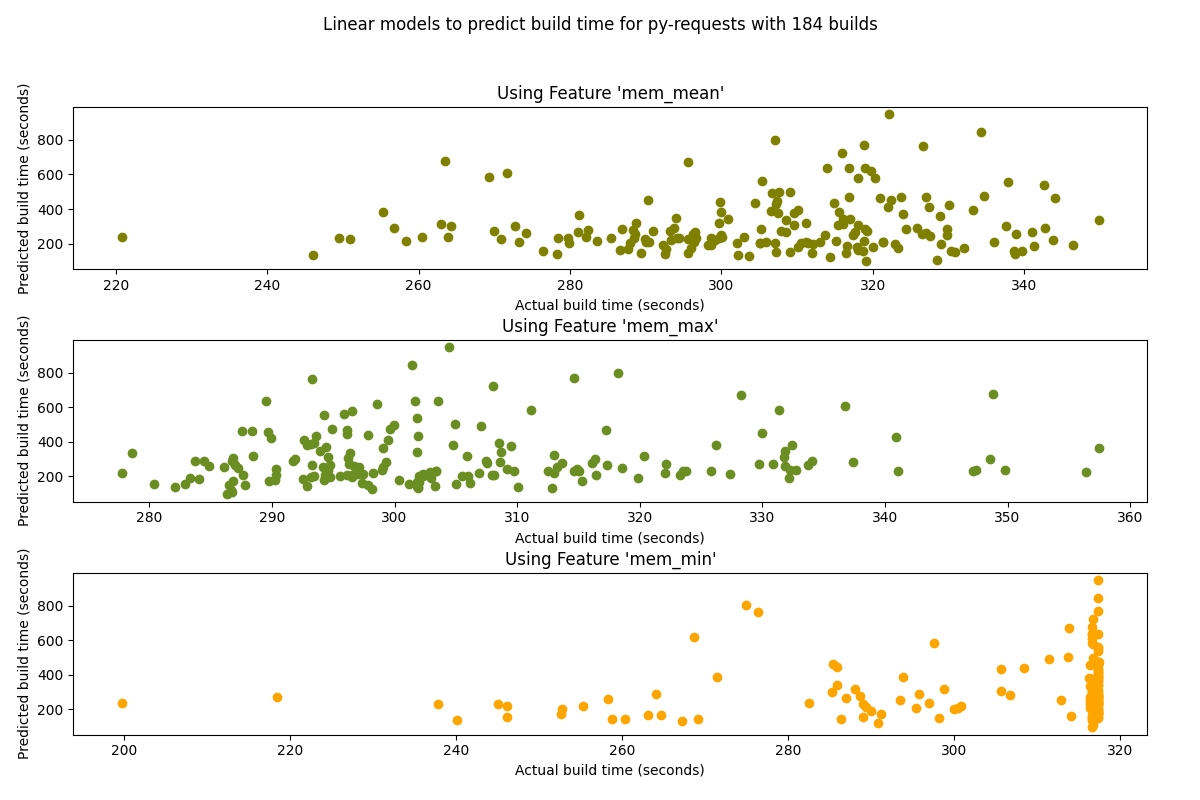 Linear models to predict build time for py-requests with 184 builds
Using Feature 'mem_mean'
Predicted build time (seconds)
800
600
400
200
220 240 260 280 300 320 340
Actual build time (seconds)
Using Feature 'mem_max'
Predicted build time (seconds)
800
600
400
200
280 290 300 310 320 330 340 350 360
Actual build time (seconds)
Using Feature 'mem_min'
Predicted build time (seconds)
800
600
400
200
200 220 240 260 280 300 320
Actual build time (seconds)